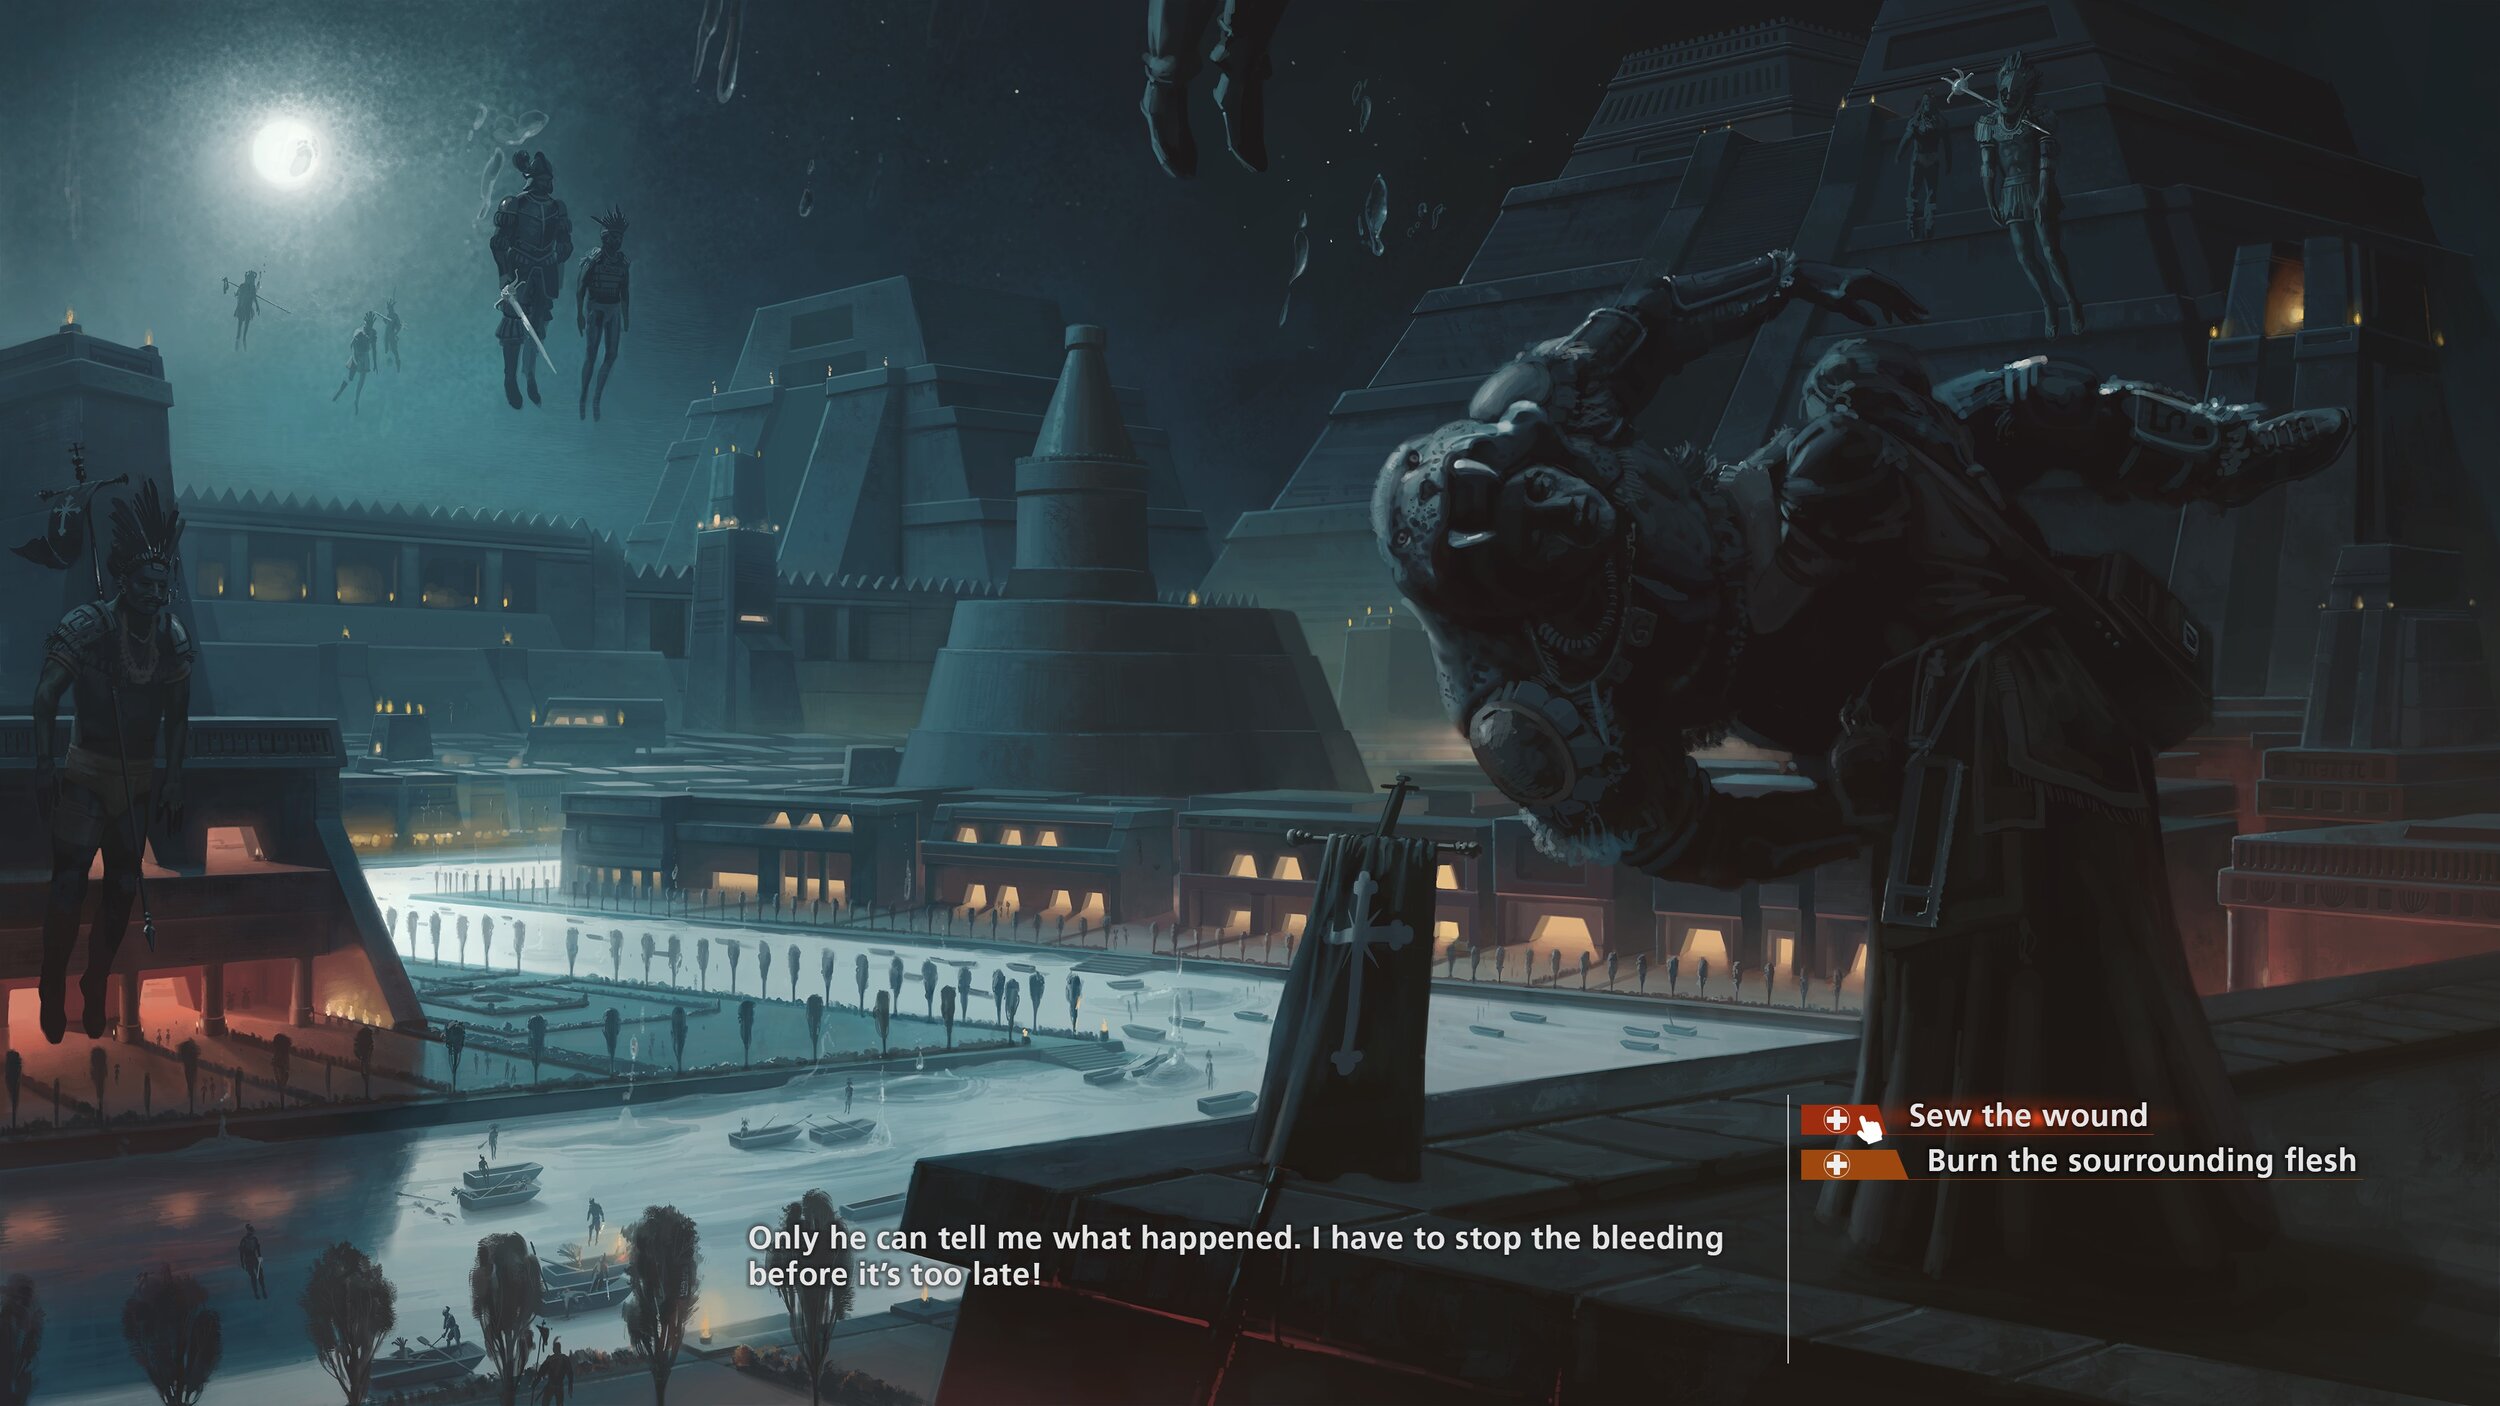 Sew the wound
Burn the sourrounding flesh
Only he can tell me what happened. I have to stop the bleeding
before it's too late!